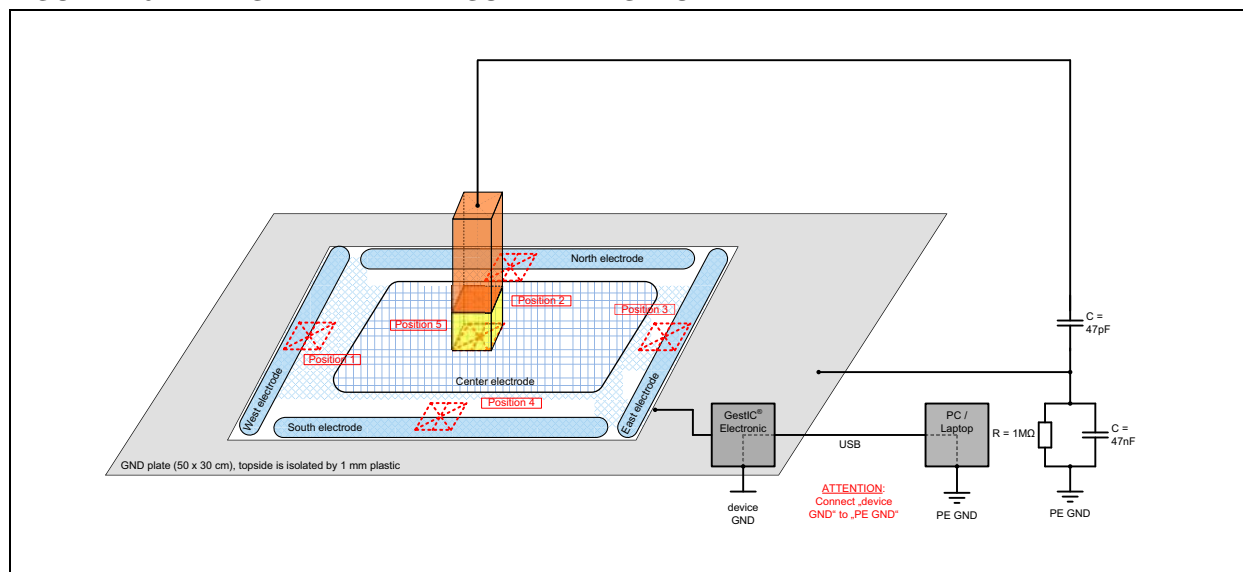 North electrode
Position 2
Position 3
Position 5
C =
47pF
Position 1
Center electrode
West electrode
East electrode
Position 4
South electrode
GestIC®
Electronic
PC /
Laptop
USB
R = 1MΩ
C =
47nF
GND plate (50 x 30 cm), topside is isolated by 1 mm plastic
ATTENTION:
Connect „device
GND“ to „PE GND“
device
GND
PE GND
PE GND